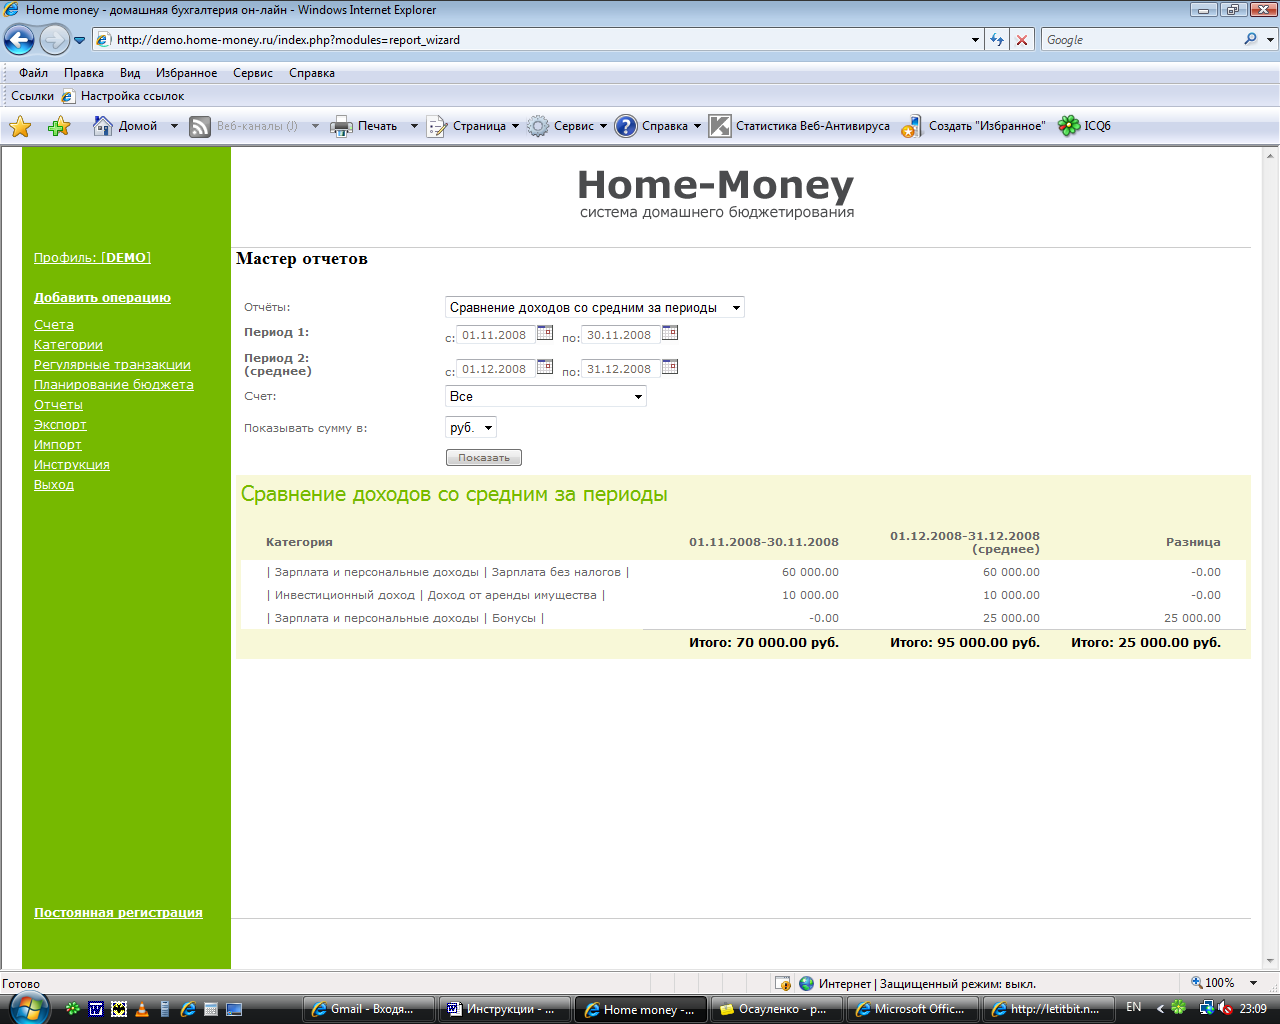 Home money - домашняя бухгалтерия он-лайн - Windows Internet Explorer
http://demo.home-money.ru/index.php?modules=report_wizard
Google
Файл Правка Вид Избранное Сервис Справка
Ссылки Настройка ссылок
Домой Веб-каналы (J) Печать Страница Сервис Справка Статистика Веб-Антивируса Создать "Избранное" ICQ6
Home-Money
система домашнего бюджетирования
Профиль: [DEMO]
Добавить операцию
Счета
Категории
Регулярные транзакции
Планирование бюджета
Отчеты
Экспорт
Импорт
Инструкция
Выход
Постоянная регистрация
Мастер отчетов
Отчёты: Сравнение доходов со средним за периоды
Период 1: с: 01.11.2008 по: 30.11.2008
Период 2:
(среднее) с: 01.12.2008 по: 31.12.2008
Счет: Все
Показывать сумму в: руб.
Показать
Сравнение доходов со средним за периоды
Категория 01.11.2008-30.11.2008 01.12.2008-31.12.2008 (среднее) Разница
| Зарплата и персональные доходы | Зарплата без налогов | 60 000.00 60 000.00 -0.00
| Инвестиционный доход | Доход от аренды имущества | 10 000.00 10 000.00 -0.00
| Зарплата и персональные доходы | Бонусы | -0.00 25 000.00 25 000.00
Итого: 70 000.00 руб. Итого: 95 000.00 руб. Итого: 25 000.00 руб.
Готово
Интернет | Защищенный режим: выкл.
100%
Gmail - Входя... Инструкции - ... Home money -... Осауленко - р... Microsoft Offic... http://letitbit.n... EN 23:09